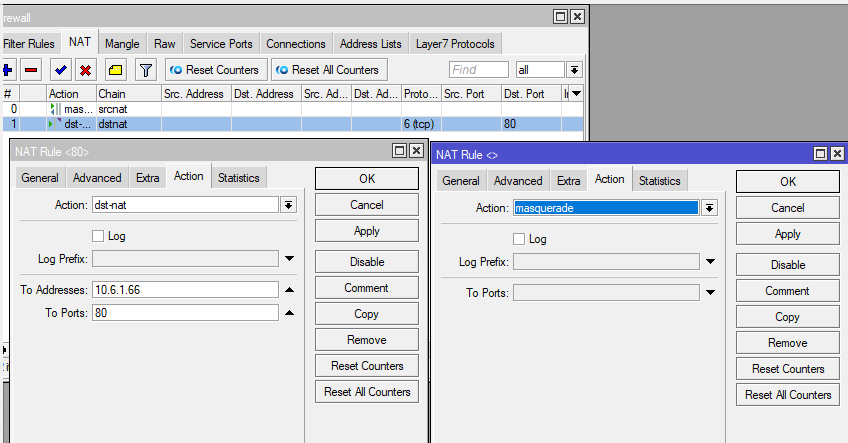 rewall
Filter Rules NAT Mangle Raw Service Ports Connections Address Lists Layer7 Protocols
Reset Counters Reset All Counters Find all
# Action Chain Src. Address Dst. Address Src. Ad... Dst. Ad... Proto... Src. Port Dst. Port
0 mas... srcnat
1 dst-... dstnat 6 (tcp) 80
NAT Rule <80>
General Advanced Extra Action Statistics
Action: dst-nat
Log
Log Prefix:
To Addresses: 10.6.1.66
To Ports: 80
OK
Cancel
Apply
Disable
Comment
Copy
Remove
Reset Counters
Reset All Counters
NAT Rule <>
General Advanced Extra Action Statistics
Action: masquerade
Log
Log Prefix:
To Ports:
OK
Cancel
Apply
Disable
Comment
Copy
Remove
Reset Counters
Reset All Counters